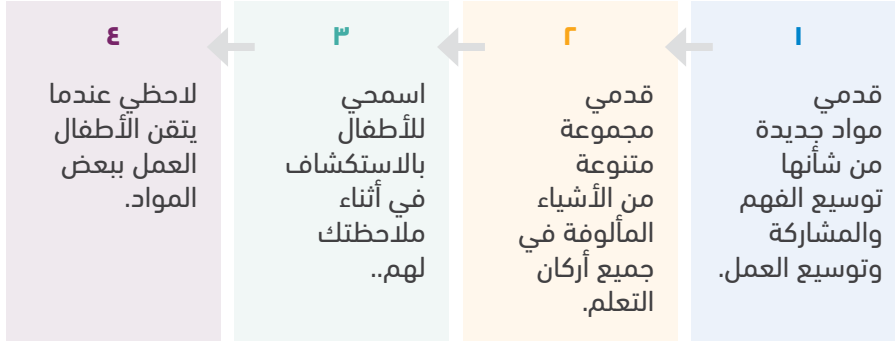 ١
قدمي
مواد جديدة
من شأنها
توسيع الفهم
والمشاركة
وتوسيع العمل.
٢
قدمي
مجموعة
متنوعة
من الأشياء
المألوفة في
جميع أركان
التعلم.
٣
اسمحي
للأطفال
بالاستكشاف
في أثناء
ملاحظتك
لهم..
٤
لاحظي عندما
يتقن الأطفال
العمل ببعض
المواد.